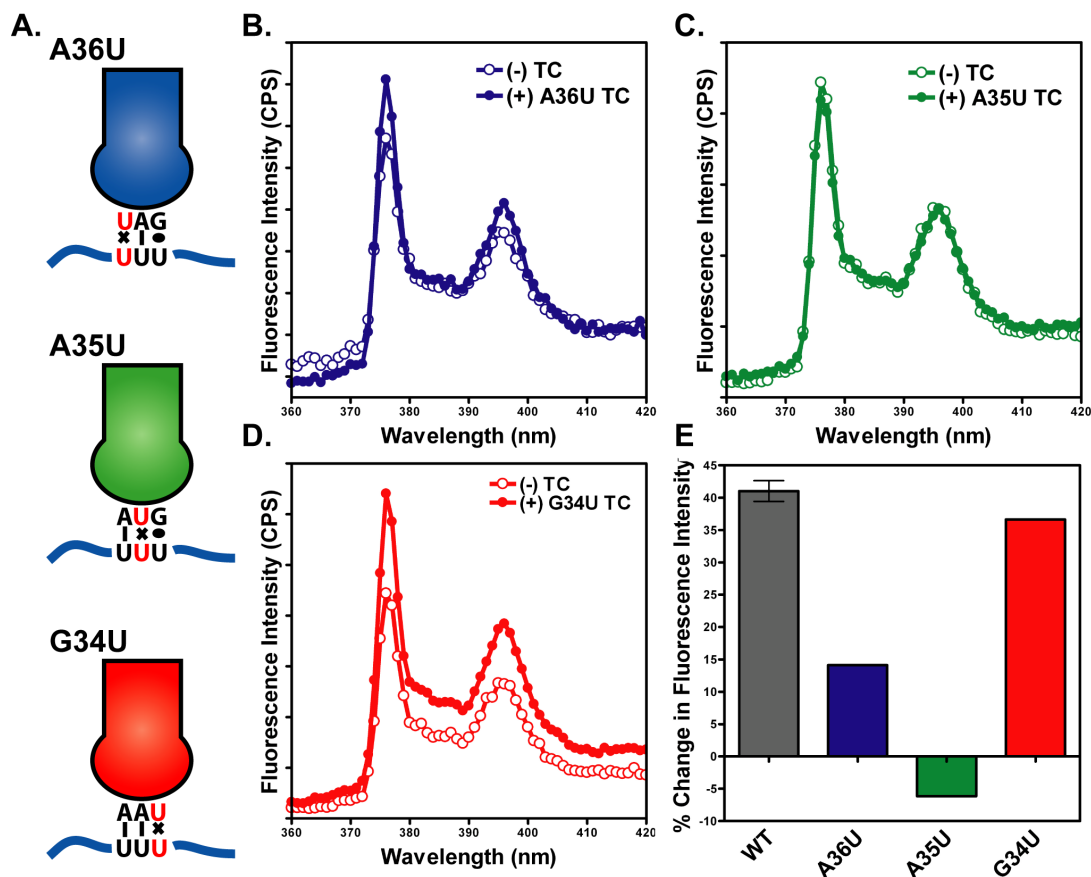 A.
A36U
UAG
UUU
A35U
AUG
UUU
G34U
AAU
UUU
B.
Fluorescence Intensity (CPS)
(-) TC
(+) A36U TC
360 370 380 390 400 410 420
Wavelength (nm)
C.
Fluorescence Intensity (CPS)
(-) TC
(+) A35U TC
360 370 380 390 400 410 420
Wavelength (nm)
D.
Fluorescence Intensity (CPS)
(-) TC
(+) G34U TC
360 370 380 390 400 410 420
Wavelength (nm)
E
% Change in Fluorescence Intensity
45
40
35
30
25
20
15
10
5
0
-5
-10
WT A36U A35U G34U